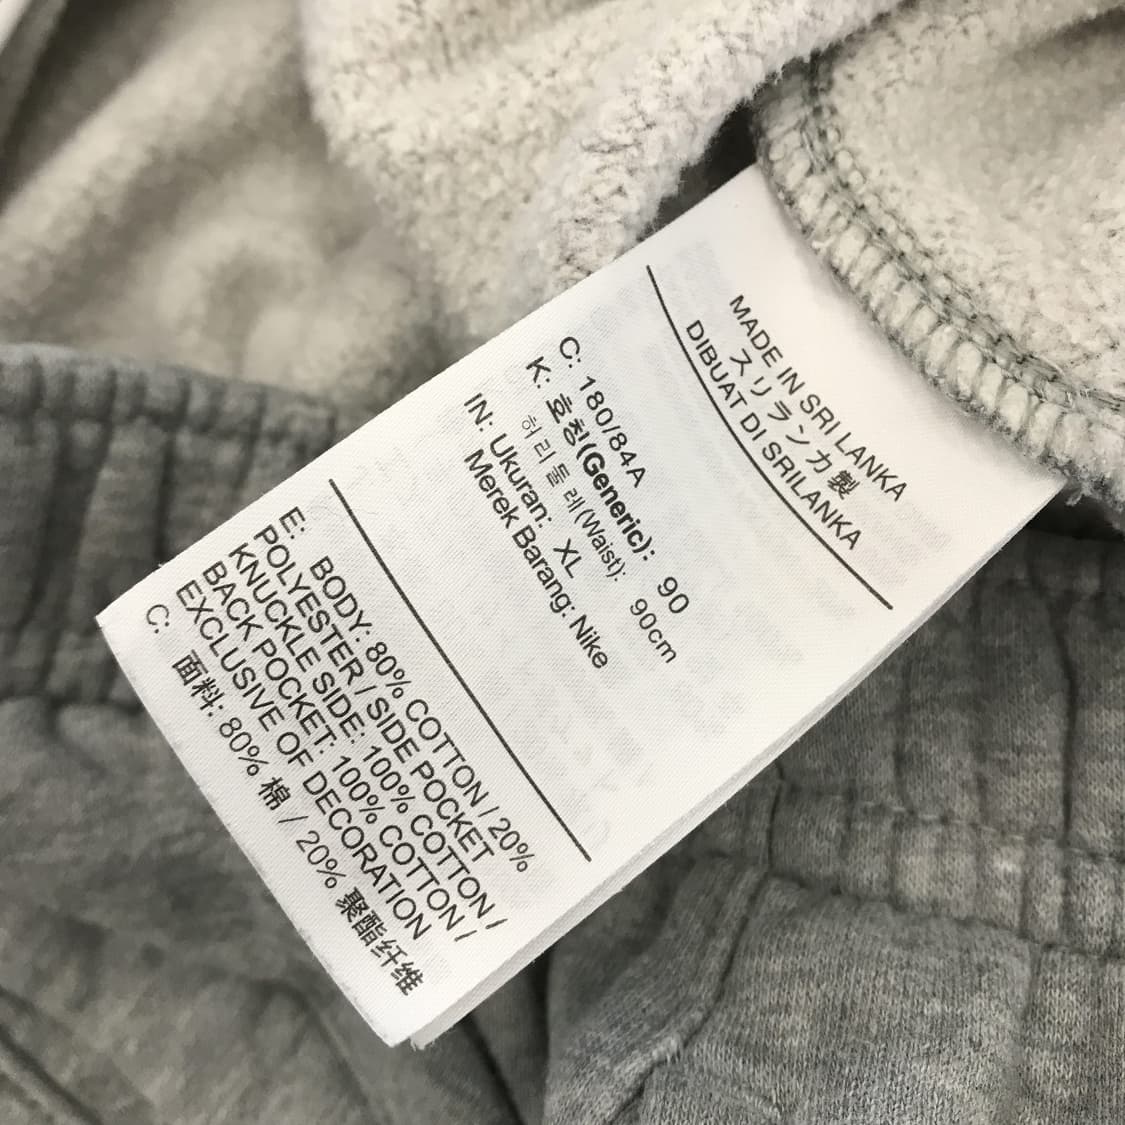 MADE IN SRI LANKA
スリランカ製
DIBUAT DI SRILANKA
C: 180/84A
K: 호칭(Generic): 90
허리둘레(Waist): 90cm
IN: Ukuran: XL
Merek Barang: Nike
E: BODY: 80% COTTON / 20%
POLYESTER / SIDE POCKET
KNUCKLE SIDE: 100% COTTON /
BACK POCKET: 100% COTTON /
EXCLUSIVE OF DECORATION
C: 面料: 80% 棉 / 20% 聚酯纤维